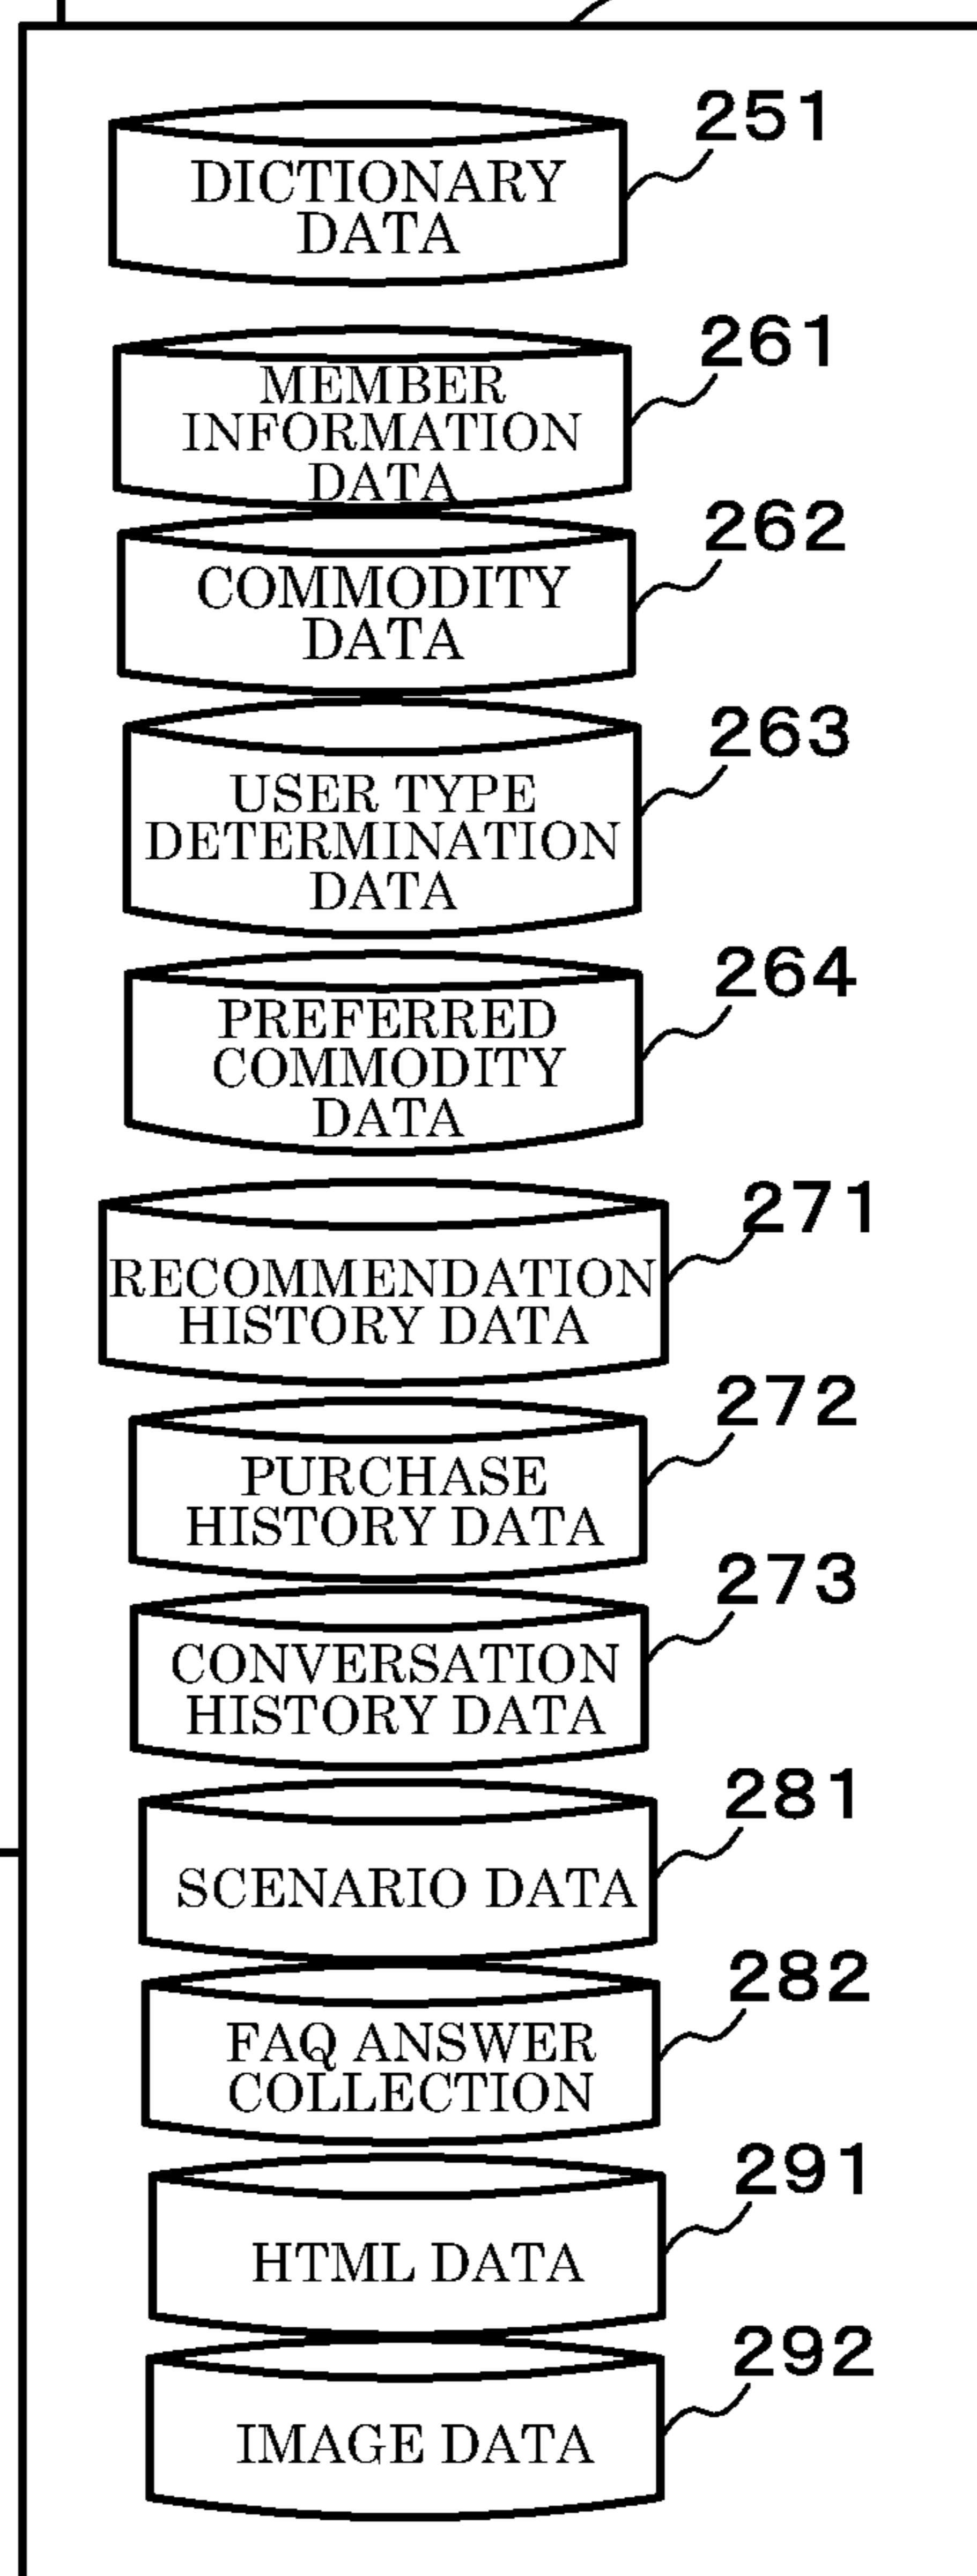 251
DICTIONARY
DATA
261
MEMBER
INFORMATION
DATA
262
COMMODITY
DATA
263
USER TYPE
DETERMINATION
DATA
264
PREFERRED
COMMODITY
DATA
271
RECOMMENDATION
HISTORY DATA
272
PURCHASE
HISTORY DATA
273
CONVERSATION
HISTORY DATA
281
SCENARIO DATA
282
FAQ ANSWER
COLLECTION
291
HTML DATA
292
IMAGE DATA